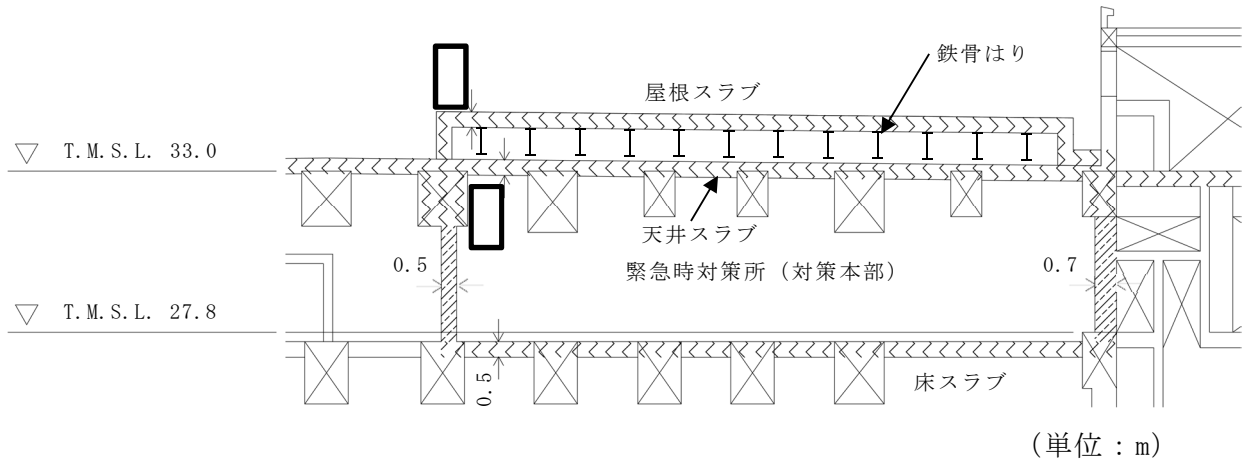 鉄骨はり
屋根スラブ
T.M.S.L. 33.0
天井スラブ
0.5
緊急時対策所(対策本部)
0.7
T.M.S.L. 27.8
0.5
床スラブ
(単位:m)